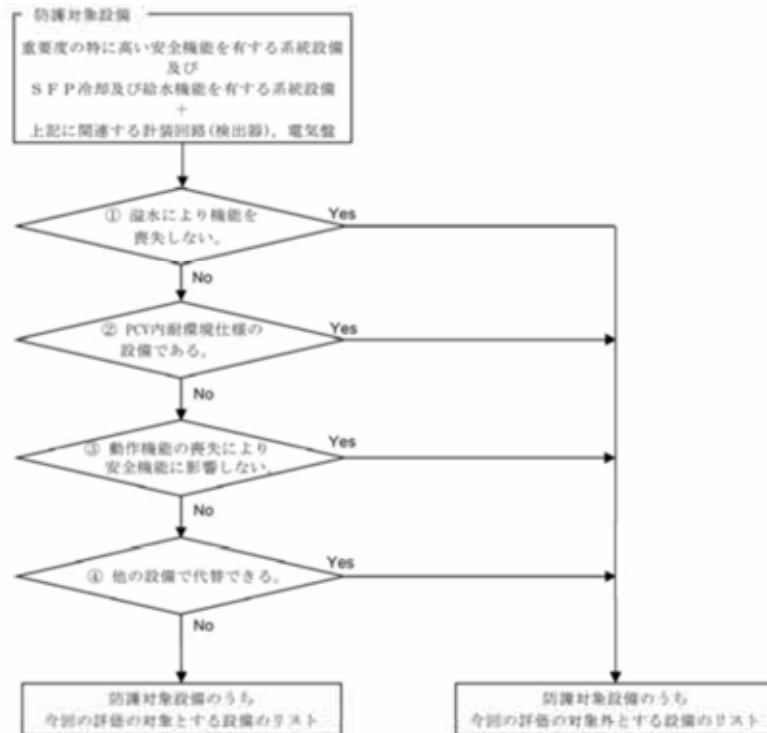 防護対象設備
重要度の特に高い安全機能を有する系統設備
及び
ＳＦＰ冷却及び給水機能を有する系統設備
＋
上記に関連する計装回路(検出器)，電気盤
① 溢水により機能を
喪失しない。
Yes
No
② PCV内耐環境仕様の
設備である。
Yes
No
③ 動作機能の喪失により
安全機能に影響しない。
Yes
No
④ 他の設備で代替できる。
Yes
No
防護対象設備のうち
今回の評価の対象とする設備のリスト
防護対象設備のうち
今回の評価の対象外とする設備のリスト